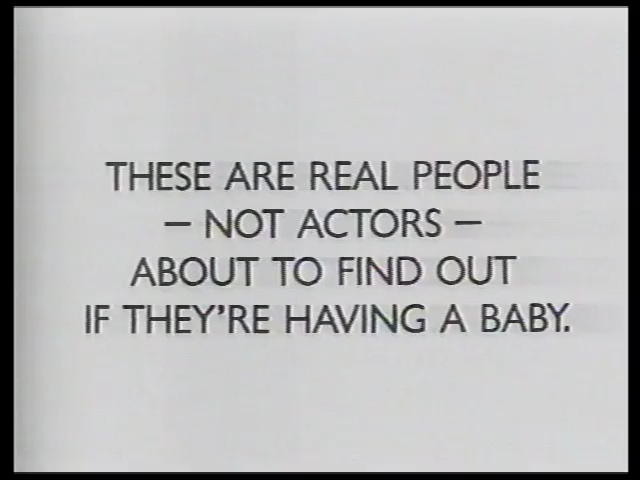 THESE ARE REAL PEOPLE
– NOT ACTORS –
ABOUT TO FIND OUT
IF THEY'RE HAVING A BABY.